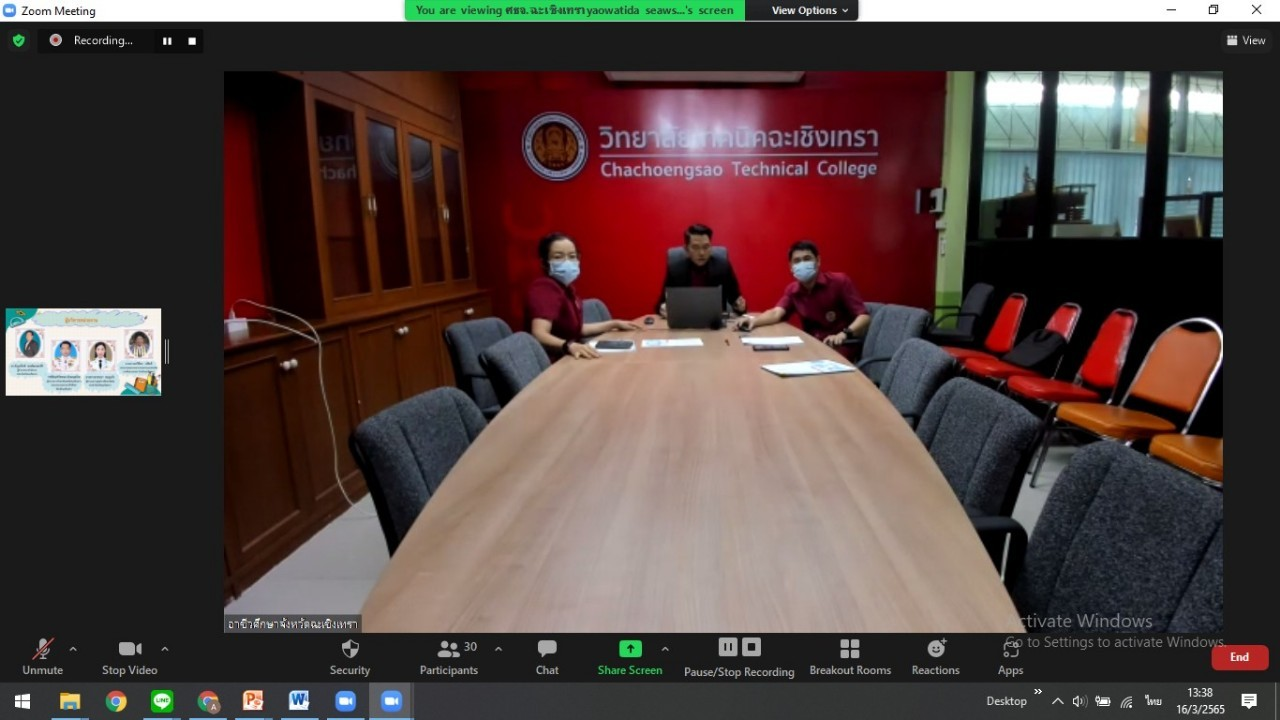 Zoom Meeting
You are viewing ศธจ.ฉะเชิงเทรา yaowatida seaws...'s screen
View Options
Recording...
View
วิทยาลัยเทคนิคฉะเชิงเทรา
Chachoengsao Technical College
อาชีวศึกษาจังหวัดฉะเชิงเทรา
Activate Windows
Go to Settings to activate Windows.
Unmute
Stop Video
Security
Participants
30
Chat
Share Screen
Pause/Stop Recording
Breakout Rooms
Reactions
Apps
End
Desktop
ไทย
13:38
16/3/2565